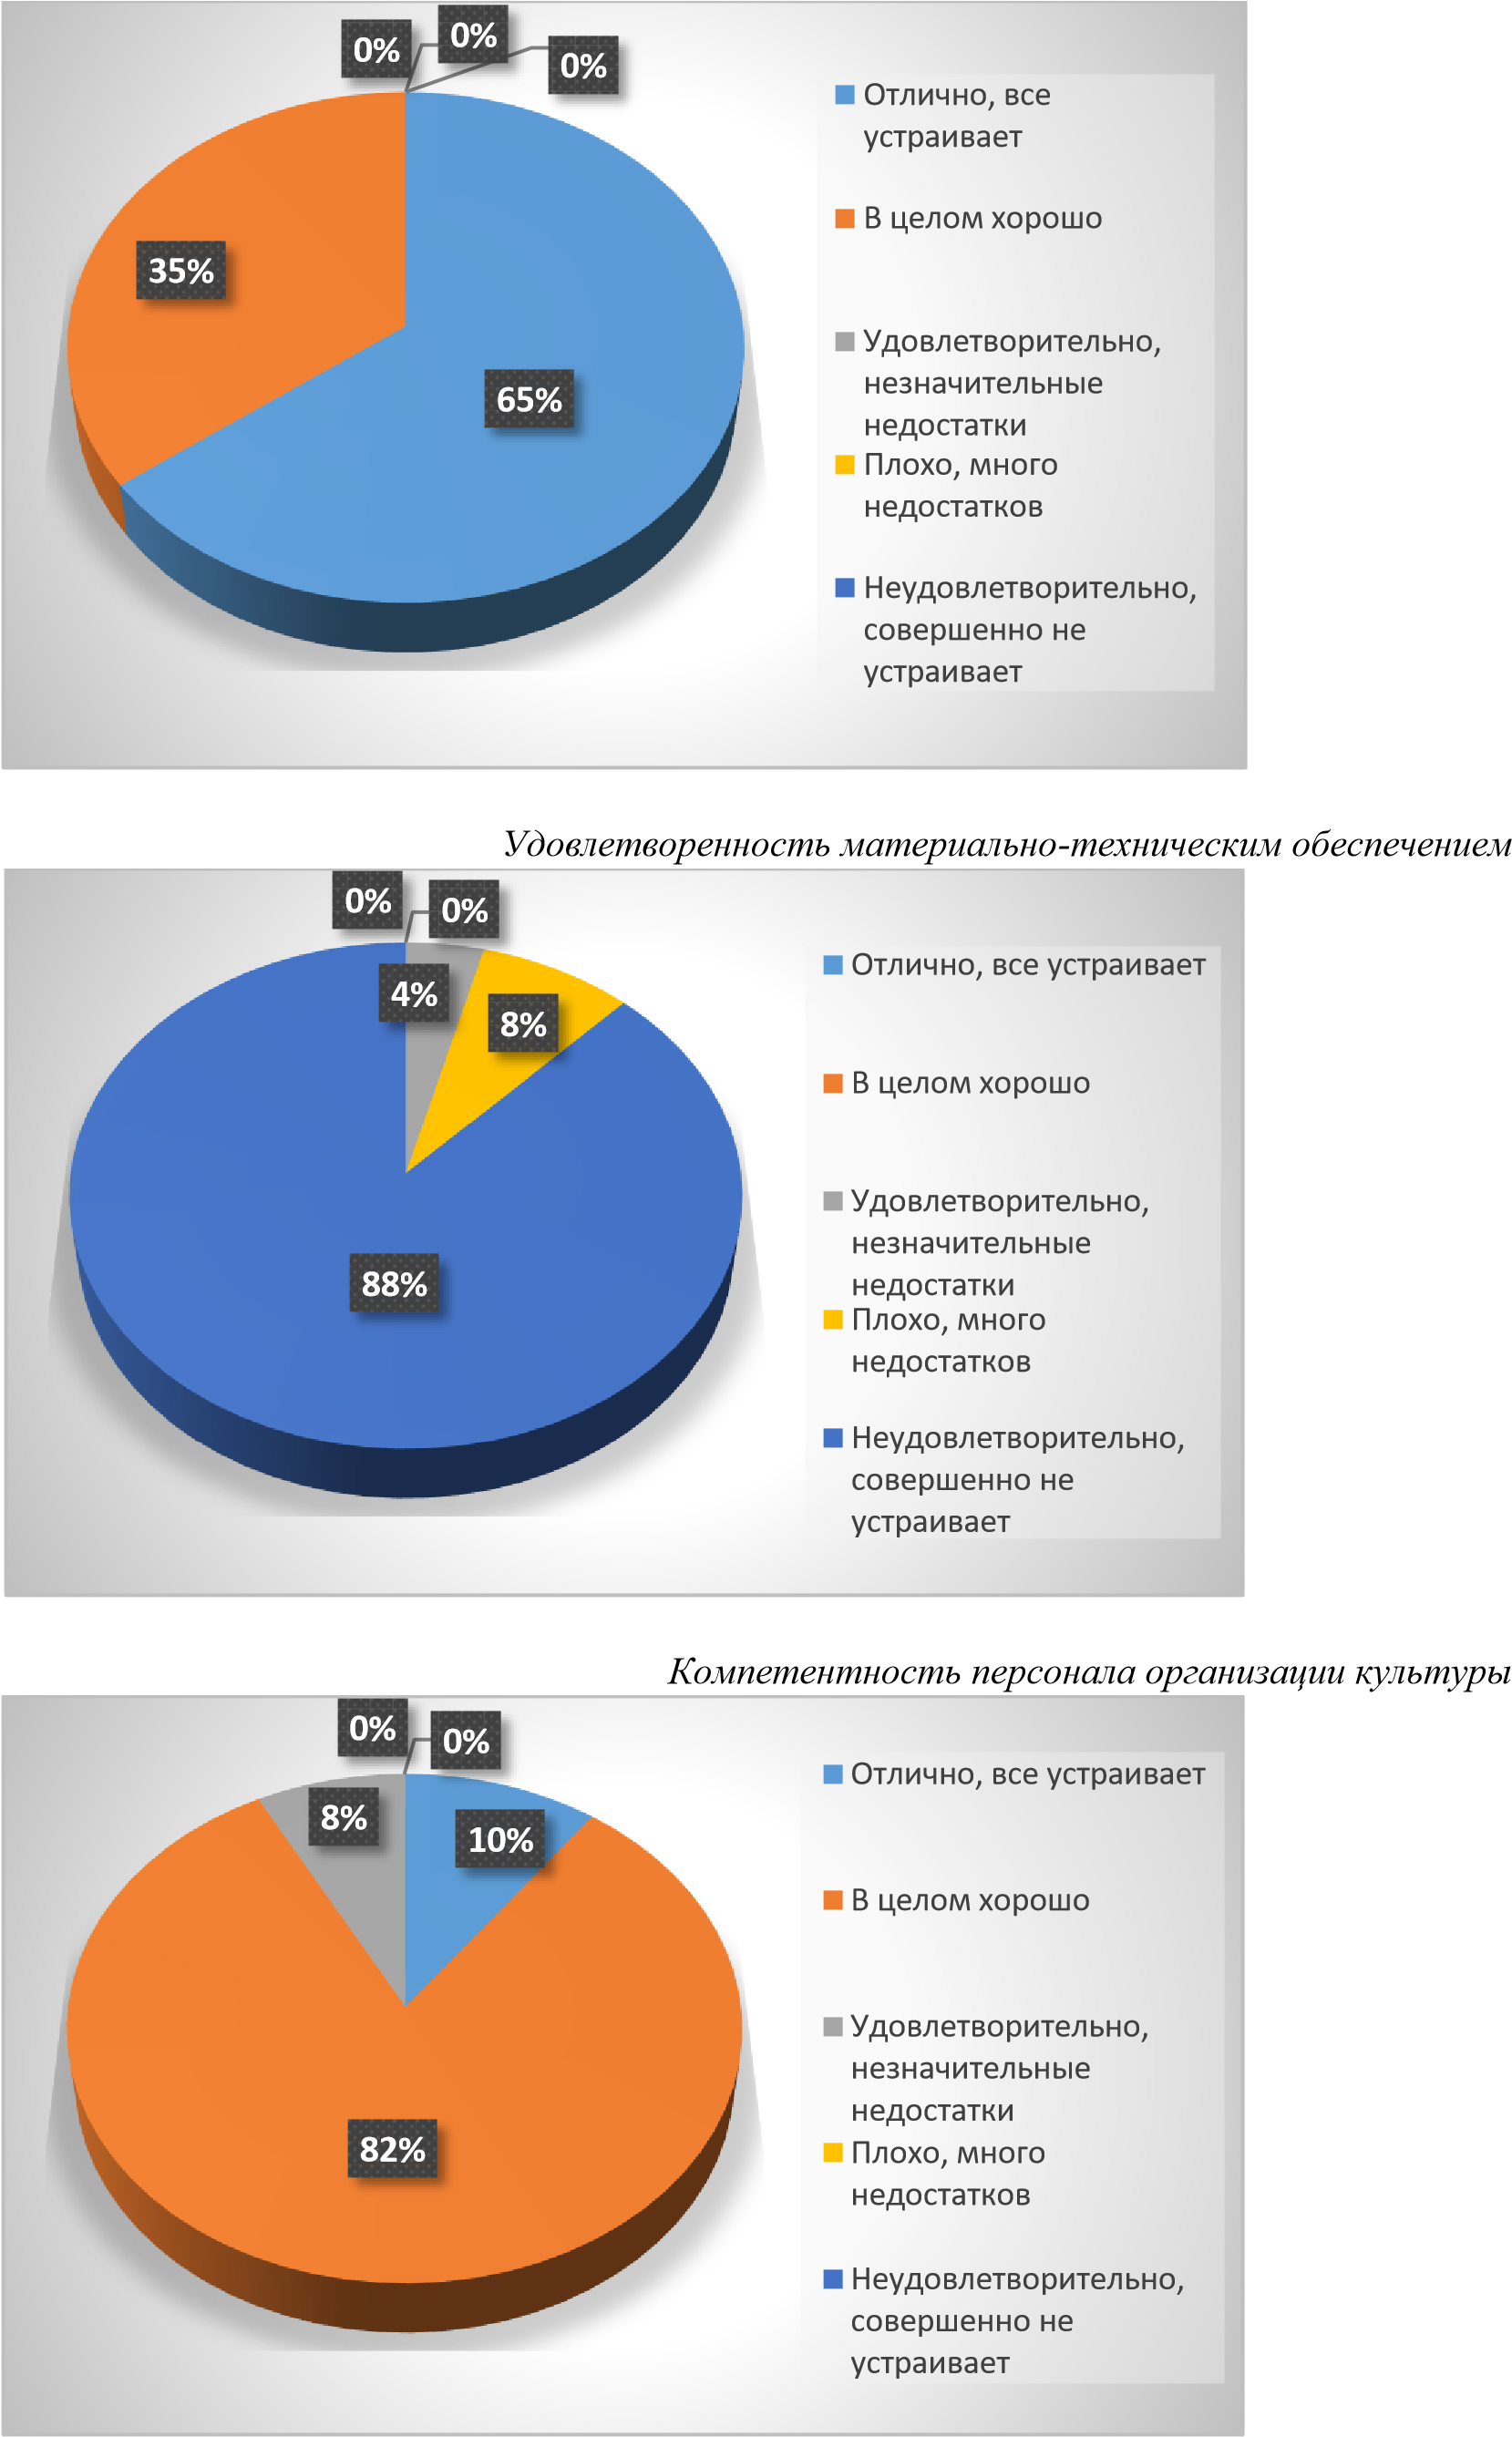 0%
0%
0%
35%
65%
Отлично, все
устраивает
В целом хорошо
Удовлетворительно,
незначительные
недостатки
Плохо, много
недостатков
Неудовлетворительно,
совершенно не
устраивает
Удовлетворенность материально-техническим обеспечением
0%
0%
4%
8%
88%
Отлично, все устраивает
В целом хорошо
Удовлетворительно,
незначительные
недостатки
Плохо, много
недостатков
Неудовлетворительно,
совершенно не
устраивает
Компетентность персонала организации культуры
0%
0%
8%
10%
82%
Отлично, все устраивает
В целом хорошо
Удовлетворительно,
незначительные
недостатки
Плохо, много
недостатков
Неудовлетворительно,
совершенно не
устраивает